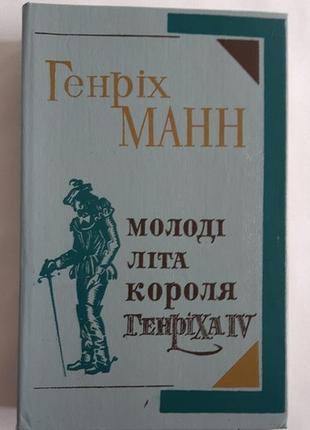 Генріх
МАНН
МОЛОДІ
ЛІТА
КОРОЛЯ
ГЕНРІХА IV